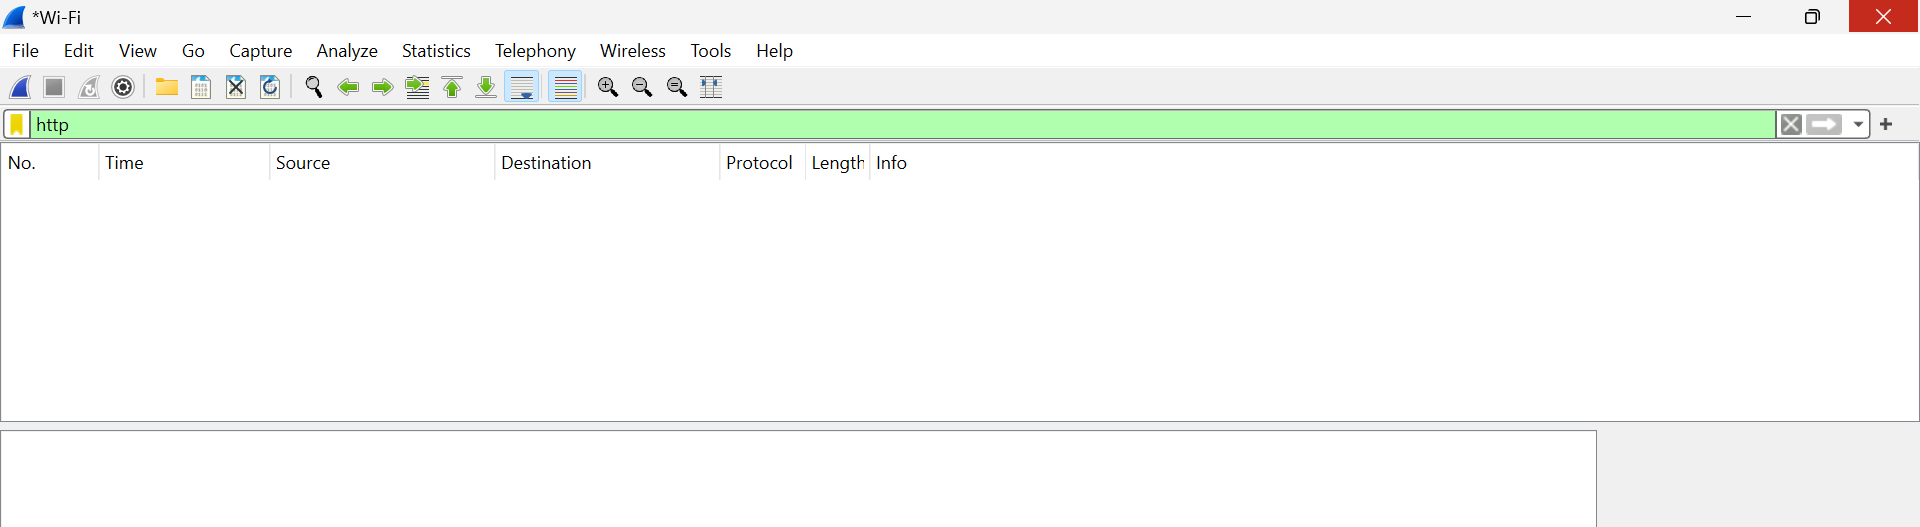 *Wi-Fi
File Edit View Go Capture Analyze Statistics Telephony Wireless Tools Help
http
No. Time Source Destination Protocol Length Info